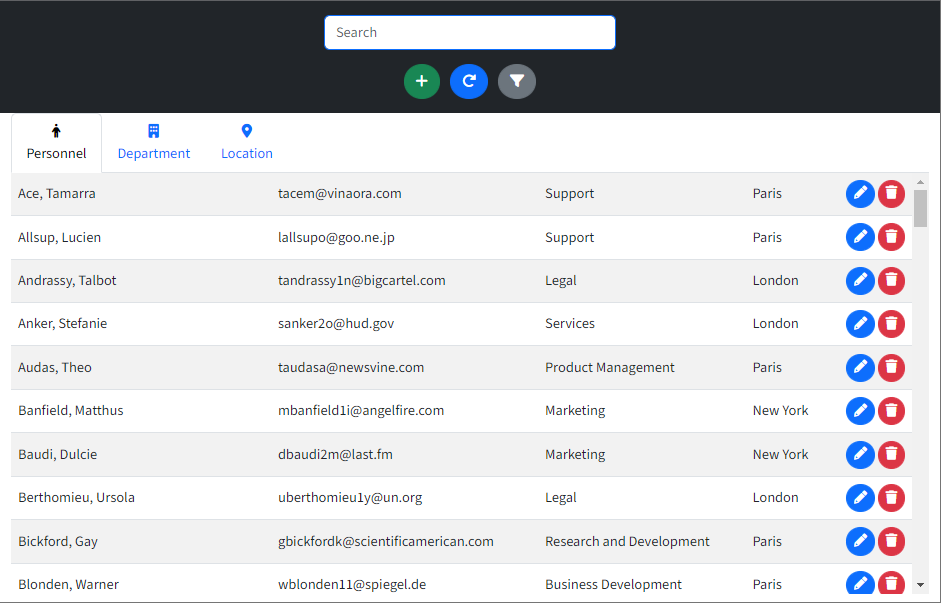 Search
Personnel Department Location
Ace, Tamarra tacem@vinaora.com Support Paris
Allsup, Lucien lallsupo@goo.ne.jp Support Paris
Andrassy, Talbot tandrassy1n@bigcartel.com Legal London
Anker, Stefanie sanker2o@hud.gov Services London
Audas, Theo taudasa@newsvine.com Product Management Paris
Banfield, Matthus mbanfield1i@angelfire.com Marketing New York
Baudi, Dulcie dbaudi2m@last.fm Marketing New York
Berthomieu, Ursola uberthomieu1y@un.org Legal London
Bickford, Gay gbickfordk@scientificamerican.com Research and Development Paris
Blonden, Warner wblonden11@spiegel.de Business Development Paris